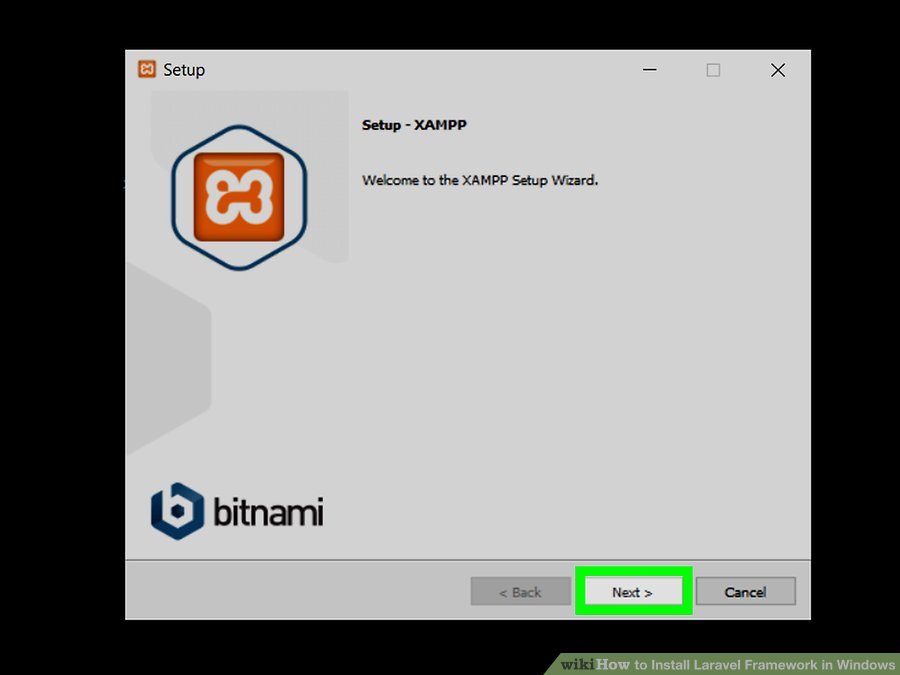 Setup
Setup - XAMPP
Welcome to the XAMPP Setup Wizard.
bitnami
< Back
Next >
Cancel
wikiHow to Install Laravel Framework in Windows